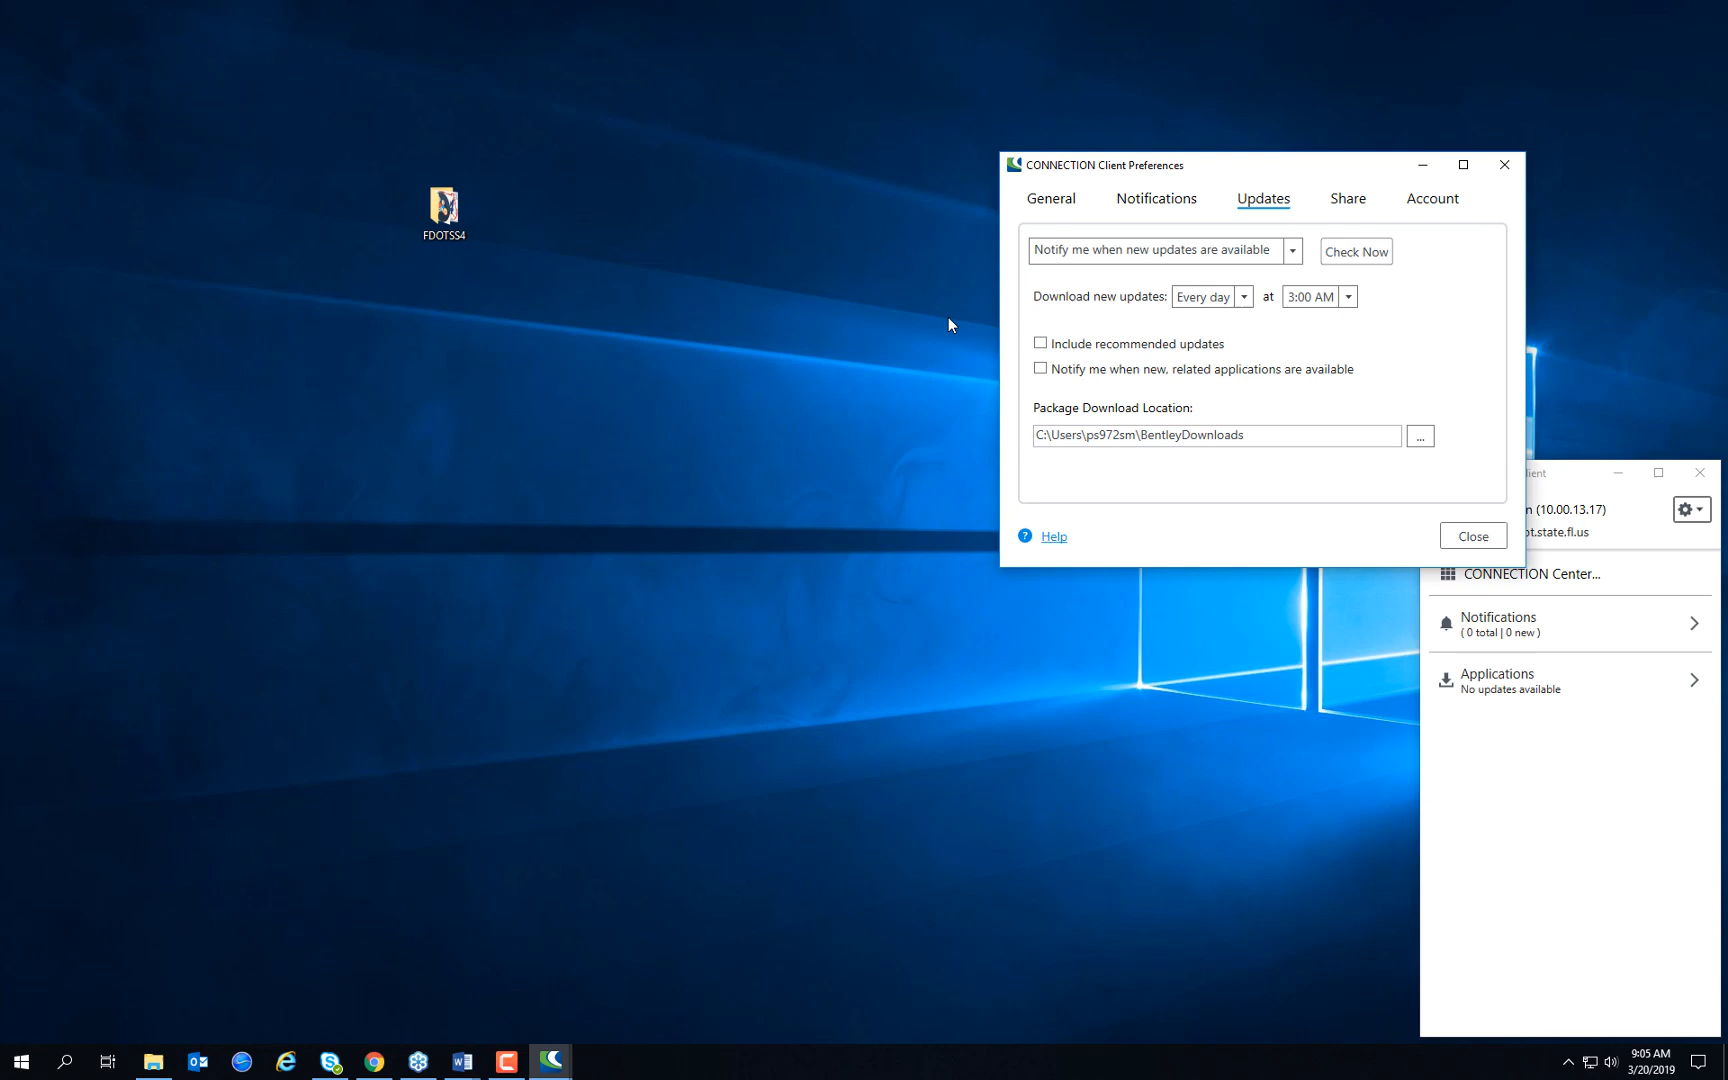 FDOTSS4
CONNECTION Client Preferences
General Notifications Updates Share Account
Notify me when new updates are available Check Now
Download new updates: Every day at 3:00 AM
Include recommended updates
Notify me when new, related applications are available
Package Download Location:
C:\Users\ps972sm\BentleyDownloads ...
? Help Close
(10.00.13.17)
ot.state.fl.us
CONNECTION Center...
Notifications
( 0 total | 0 new )
Applications
No updates available
9:05 AM
3/20/2019